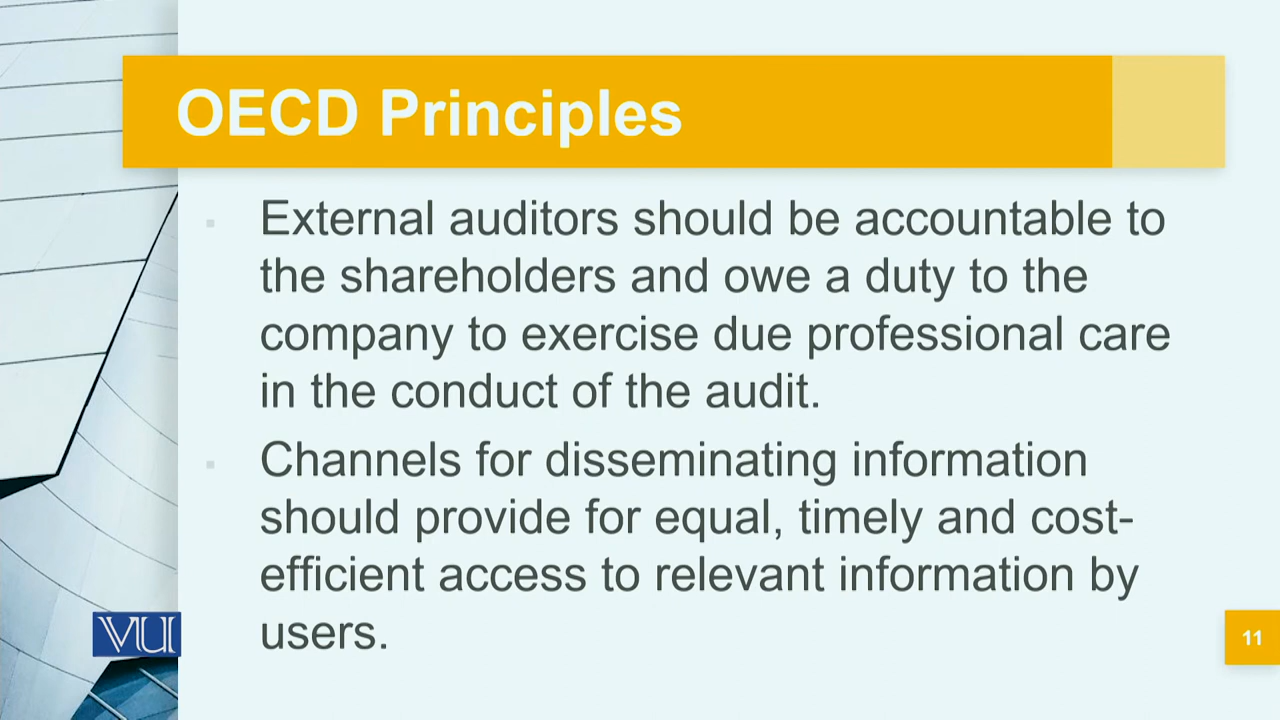 OECD Principles
External auditors should be accountable to
the shareholders and owe a duty to the
company to exercise due professional care
in the conduct of the audit.
Channels for disseminating information
should provide for equal, timely and cost-
efficient access to relevant information by
users.
VU
11